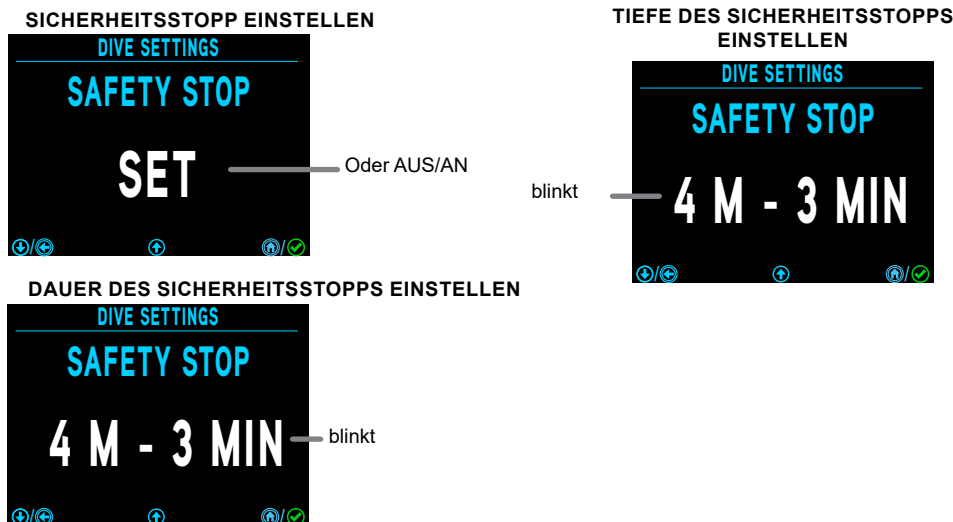 SICHERHEITSSTOPP EINSTELLEN
DIVE SETTINGS
SAFETY STOP
SET
Oder AUS/AN
/
/
TIEFE DES SICHERHEITSSTOPPS
EINSTELLEN
DIVE SETTINGS
SAFETY STOP
blinkt
4 M - 3 MIN
/
/
DAUER DES SICHERHEITSSTOPPS EINSTELLEN
DIVE SETTINGS
SAFETY STOP
4 M - 3 MIN
blinkt
/
/